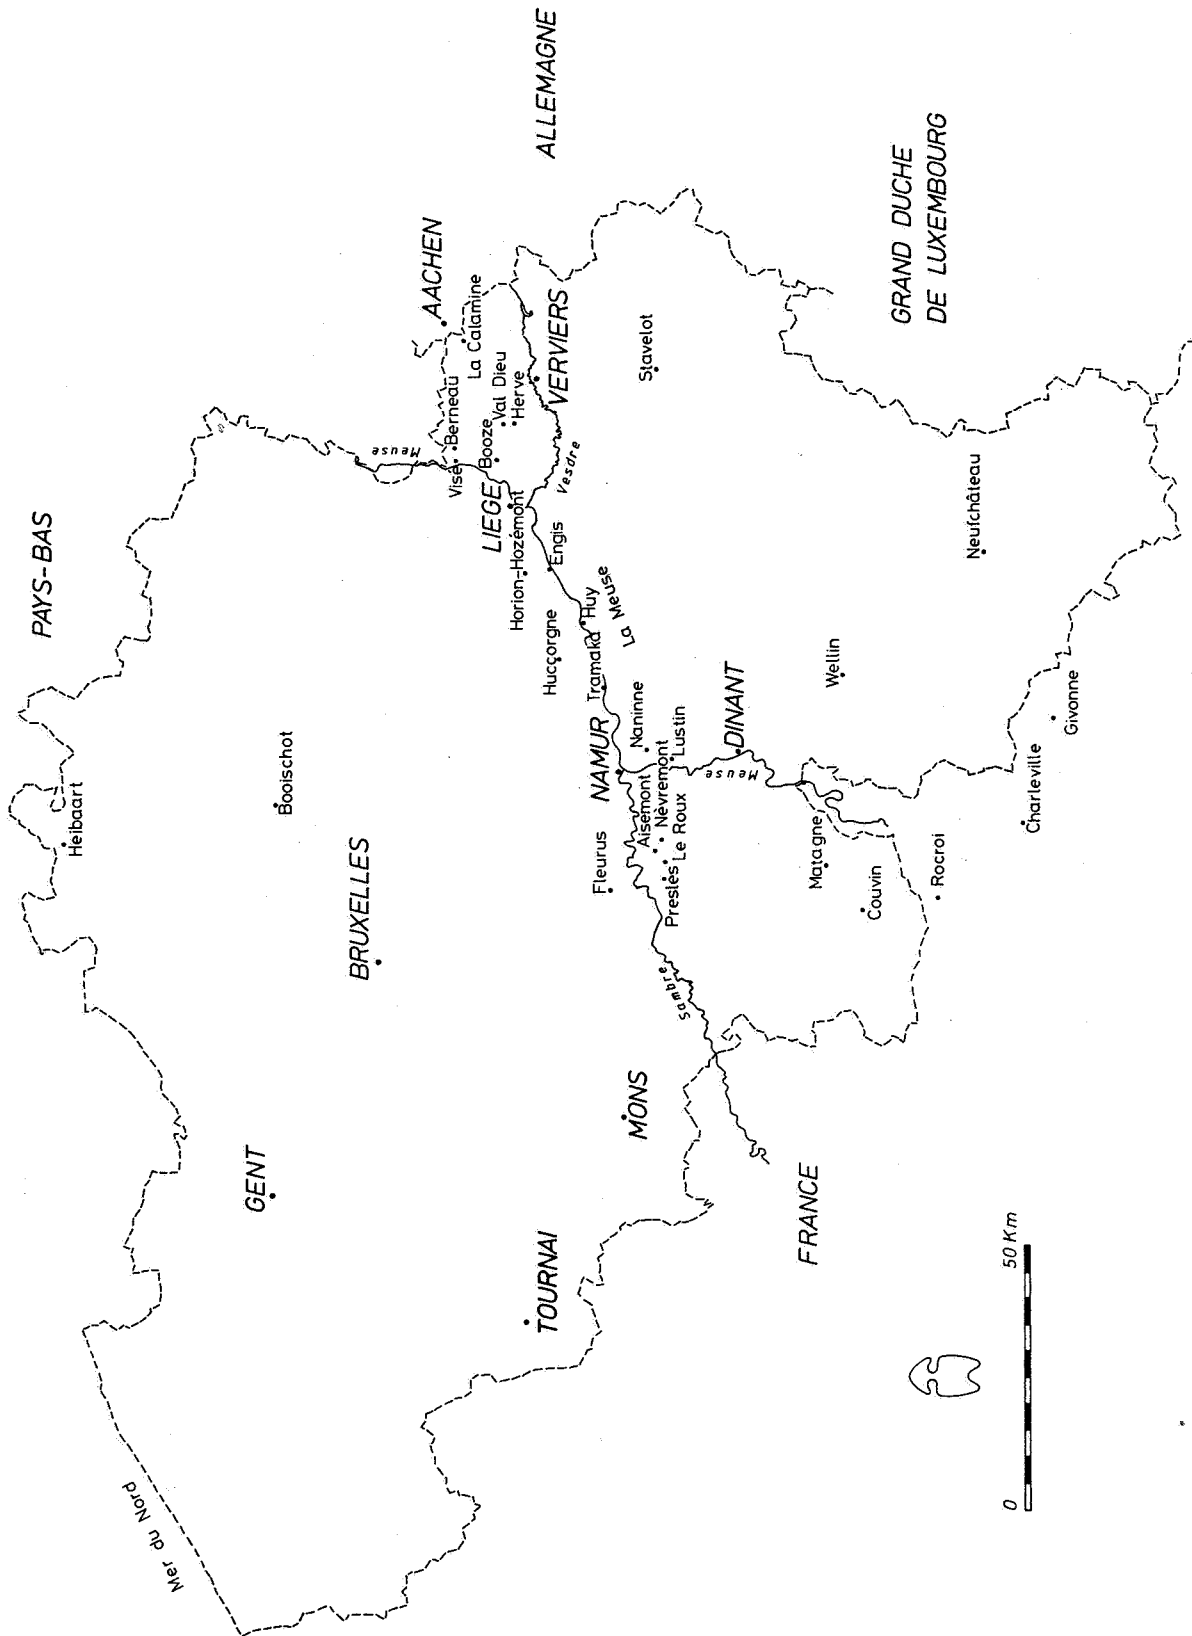 PAYS-BAS
Heibaart
Booischot
BRUXELLES
GENT
Mer du Nord
TOURNAI
MONS
FRANCE
ALLEMAGNE
AACHEN
La Calamine
Meuse
Visé
Berneau
Booze
Val Dieu
Herve
VERVIERS
Vesdre
LIEGE
Horion-Hozémont
Engis
Hucçorgne
Huy
La Meuse
Tramaka
NAMUR
Naninne
Lustin
Nèvremont
Aisemont
Le Roux
Presles
Fleurus
Sambre
DINANT
Meuse
Stavelot
GRAND DUCHE
DE LUXEMBOURG
Wellin
Neufchâteau
Matagne
Couvin
Rocroi
Charleville
Givonne
0
50 Km